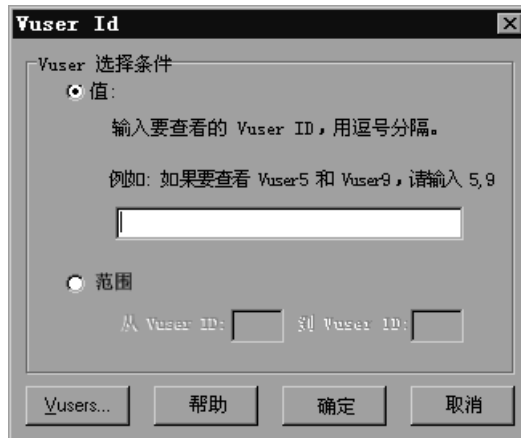 Vuser Id
Vuser 选择条件
值:
输入要查看的 Vuser ID，用逗号分隔。
例如: 如果要查看 Vuser5 和 Vuser9，请输入 5,9
范围
从 Vuser ID: 到 Vuser ID:
Vusers... 帮助 确定 取消